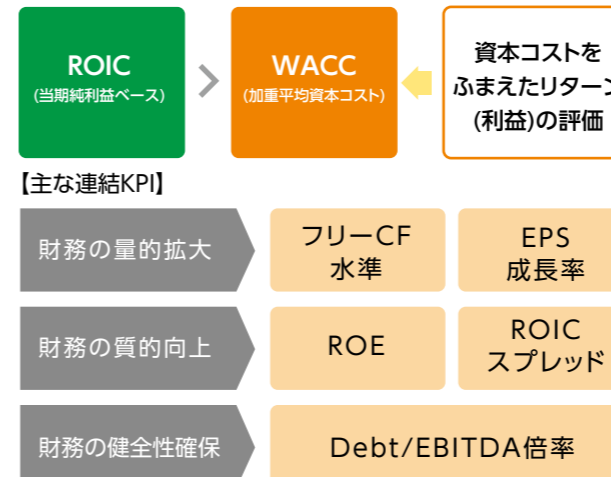 ROIC
(当期純利益ベース)
WACC
(加重平均資本コスト)
資本コストを
ふまえたリターン
(利益)の評価
【主な連結KPI】
財務の量的拡大
フリーCF
水準
EPS
成長率
財務の質的向上
ROE
ROIC
スプレッド
財務の健全性確保
Debt/EBITDA倍率